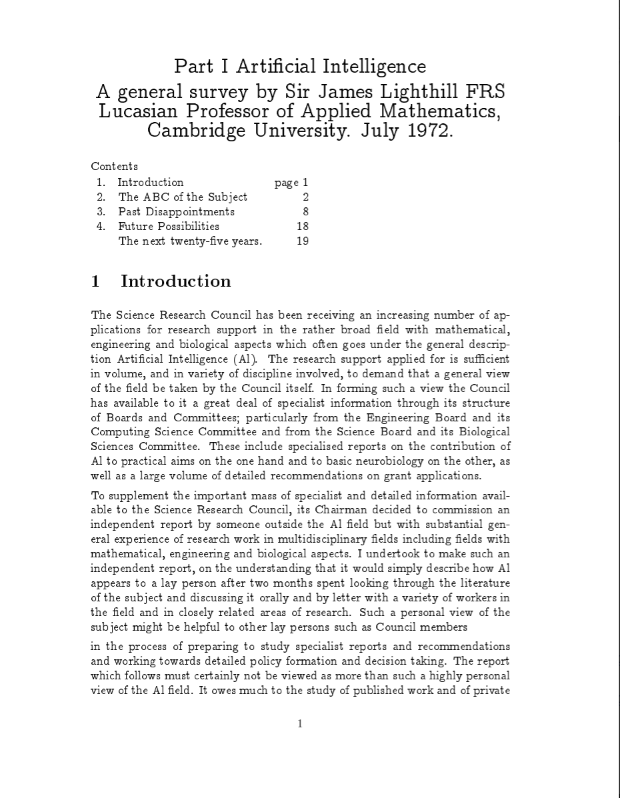 Part I Artificial Intelligence
A general survey by Sir James Lighthill FRS
Lucasian Professor of Applied Mathematics,
Cambridge University. July 1972.
Contents
1. Introduction page 1
2. The ABC of the Subject 2
3. Past Disappointments 8
4. Future Possibilities 18
The next twenty-five years. 19
1 Introduction
The Science Research Council has been receiving an increasing number of ap-
plications for research support in the rather broad field with mathematical,
engineering and biological aspects which often goes under the general descrip-
tion Artificial Intelligence (Al). The research support applied for is sufficient
in volume, and in variety of discipline involved, to demand that a general view
of the field be taken by the Council itself. In forming such a view the Council
has available to it a great deal of specialist information through its structure
of Boards and Committees; particularly from the Engineering Board and its
Computing Science Committee and from the Science Board and its Biological
Sciences Committee. These include specialised reports on the contribution of
Al to practical aims on the one hand and to basic neurobiology on the other, as
well as a large volume of detailed recommendations on grant applications.
To supplement the important mass of specialist and detailed information avail-
able to the Science Research Council, its Chairman decided to commission an
independent report by someone outside the Al field but with substantial gen-
eral experience of research work in multidisciplinary fields including fields with
mathematical, engineering and biological aspects. I undertook to make such an
independent report, on the understanding that it would simply describe how Al
appears to a lay person after two months spent looking through the literature
of the subject and discussing it orally and by letter with a variety of workers in
the field and in closely related areas of research. Such a personal view of the
subject might be helpful to other lay persons such as Council members
in the process of preparing to study specialist reports and recommendations
and working towards detailed policy formation and decision taking. The report
which follows must certainly not be viewed as more than such a highly personal
view of the Al field. It owes much to the study of published work and of private
1